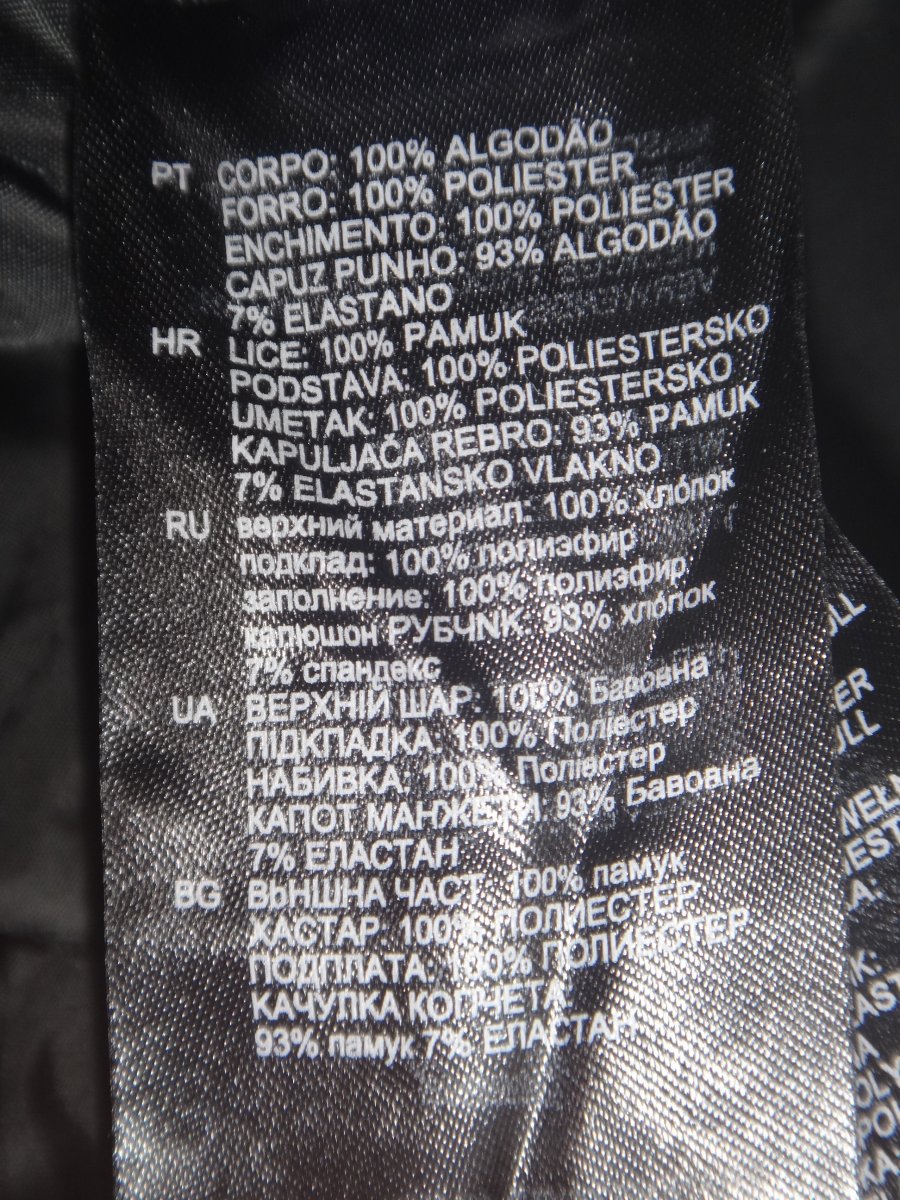 PT CORPO: 100% ALGODÃO
FORRO: 100% POLIESTER
ENCHIMENTO: 100% POLIESTER
CAPUZ PUNHO: 93% ALGODÃO
7% ELASTANO
HR LICE: 100% PAMUK
PODSTAVA: 100% POLIESTERSKO
UMETAK: 100% POLIESTERSKO
KAPULJAČA REBRO: 93% PAMUK
7% ELASTANSKO VLAKNO
RU верхний материал: 100% хлопок
подклад: 100% полиэфир
заполнение: 100% полиэфир
капюшон РУБЧNK: 93% хлопок
7% спандекс
UA ВЕРХНІЙ ШАР: 100% Бавовна
ПІДКПАДКА: 100% Поліестер
НАБИВКА: 100% Поліестер
КАПОТ МАНЖЕТИ: 93% Бавовна
7% ЕЛАСТАН
BG ВЬНШНА ЧАСТ: 100% памук
ХАСТАР: 100% ПОЛИЕСТЕР
ПОДПЛАТА: 100% ПОЛИЕСТЕР
КАЧУПКА КОПЧЕТА
93% памук 7% ЕЛАСТАН